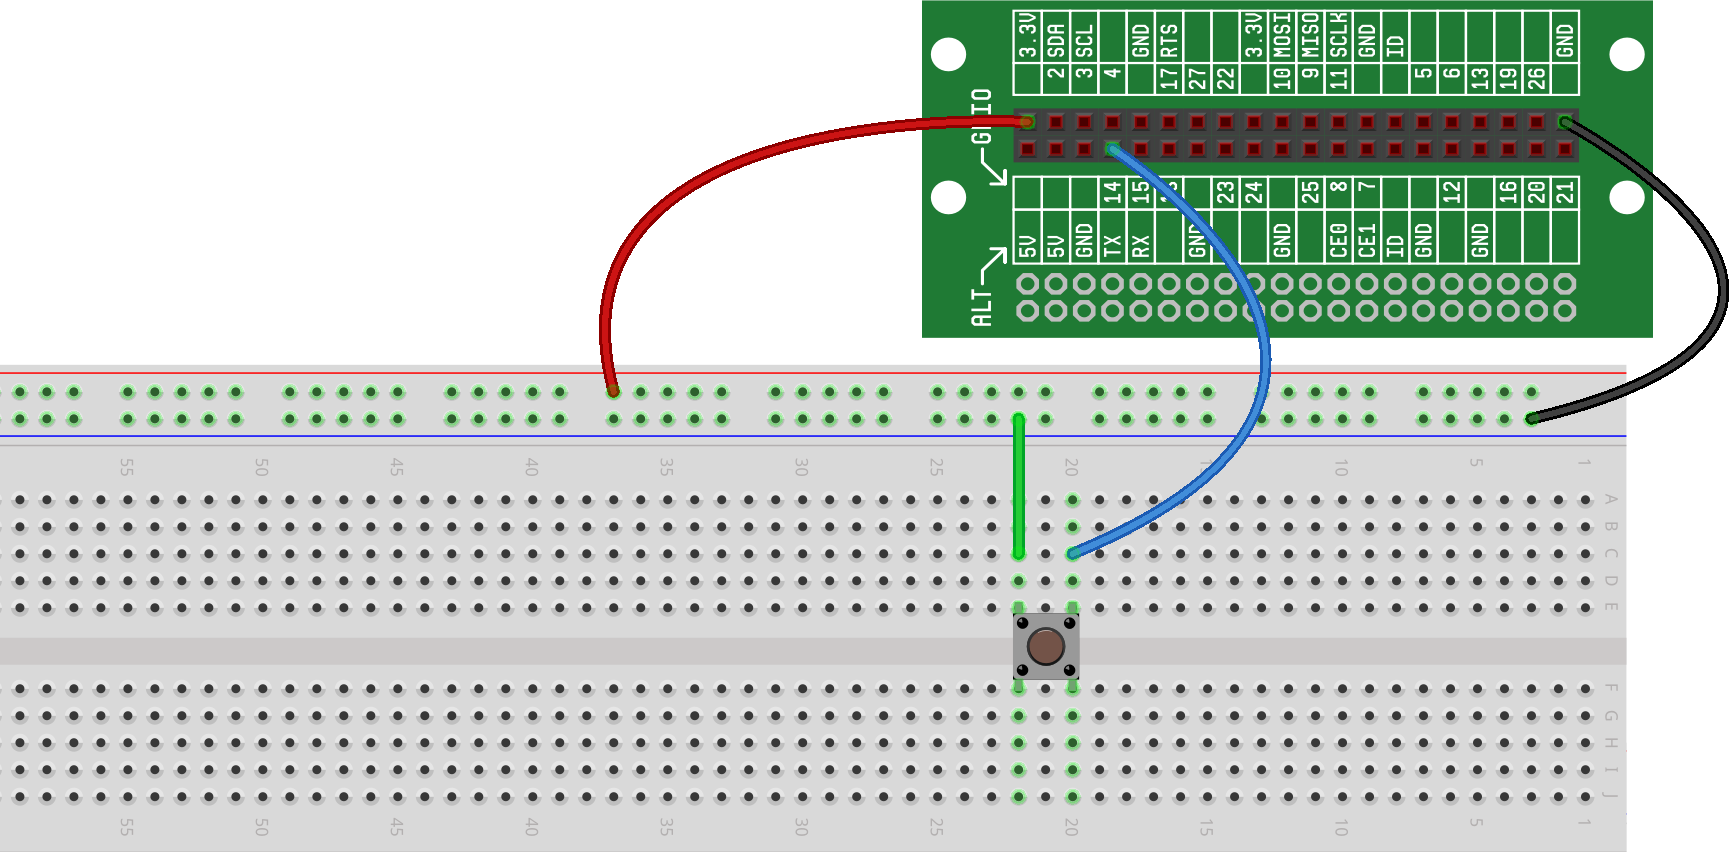 3.3V SDA SCL GND RTS 3.3V MOSI MISO SCLK GND ID GND
2 3 4 17 27 22 10 9 11 5 6 13 19 26
GPIO
14 15 23 24 25 8 7 12 16 20 21
5V 5V GND TX RX GND GND CE0 CE1 ID GND GND
ALT
55 50 45 40 35 30 25 20 10 5 1
A
B
C
D
E
F
G
H
I
J
55 50 45 40 35 30 25 20 15 10 5 1